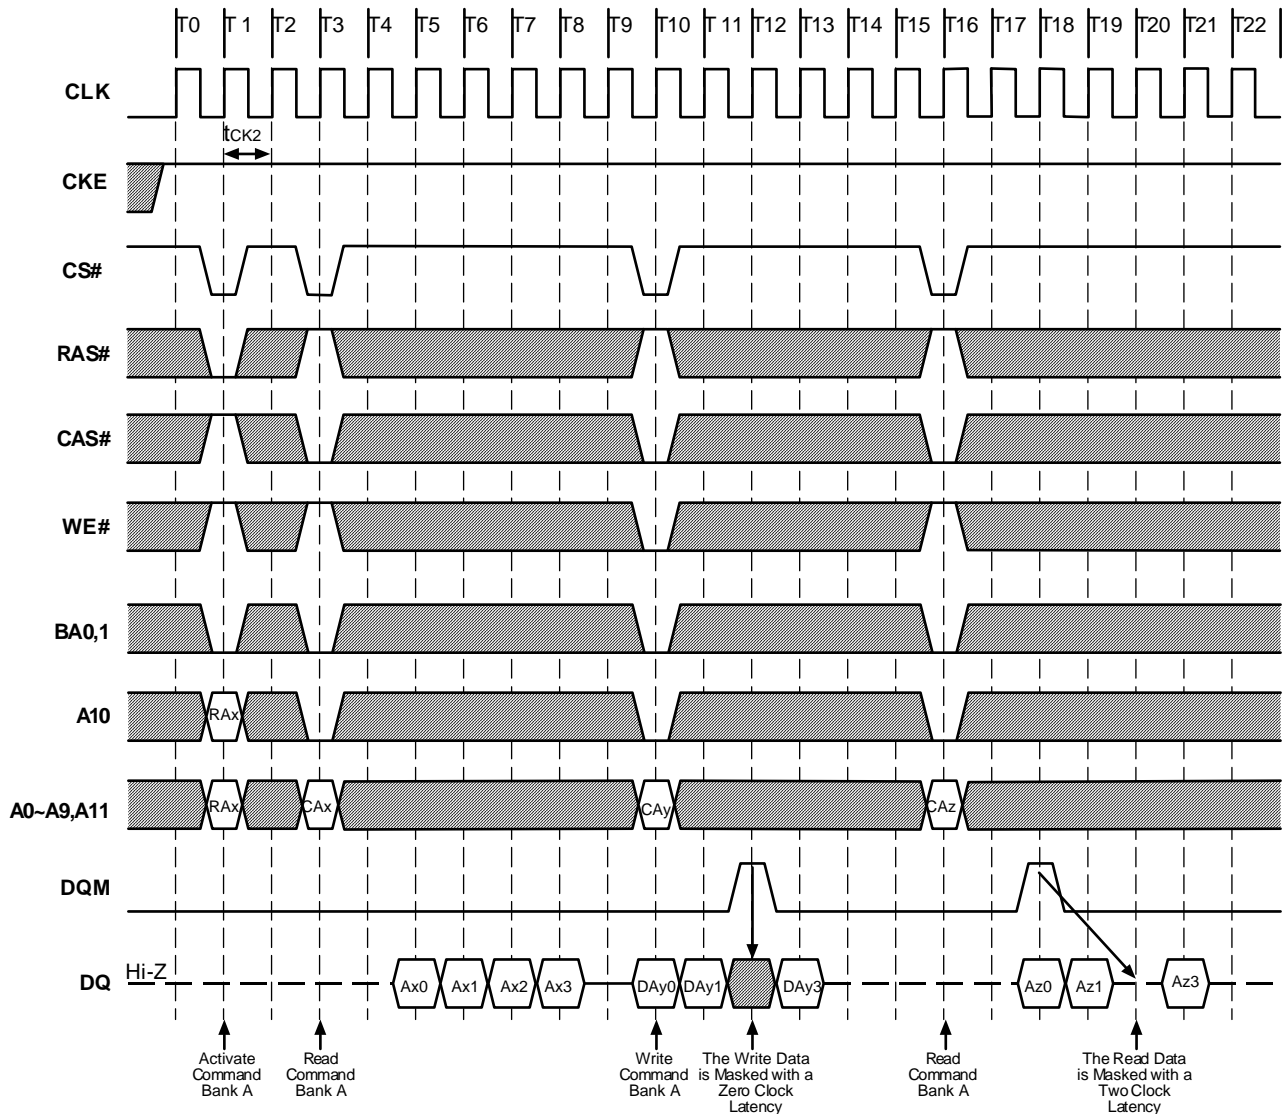 T0 T 1 T2 T3 T4 T5 T6 T7 T8 T9 T10 T 11 T12 T13 T14 T15 T16 T17 T18 T19 T20 T21 T22
CLK
tCK2
CKE
CS#
RAS#
CAS#
WE#
BA0,1
A10 RAx
A0~A9,A11 RAx CAx CAy CAz
DQM
DQ Hi-Z Ax0 Ax1 Ax2 Ax3 DAy0 DAy1 DAy3 Az0 Az1 Az3
Activate
Command
Bank A
Read
Command
Bank A
Write
Command
Bank A
The Write Data
is Masked with a
Zero Clock
Latency
Read
Command
Bank A
The Read Data
is Masked with a
Two Clock
Latency